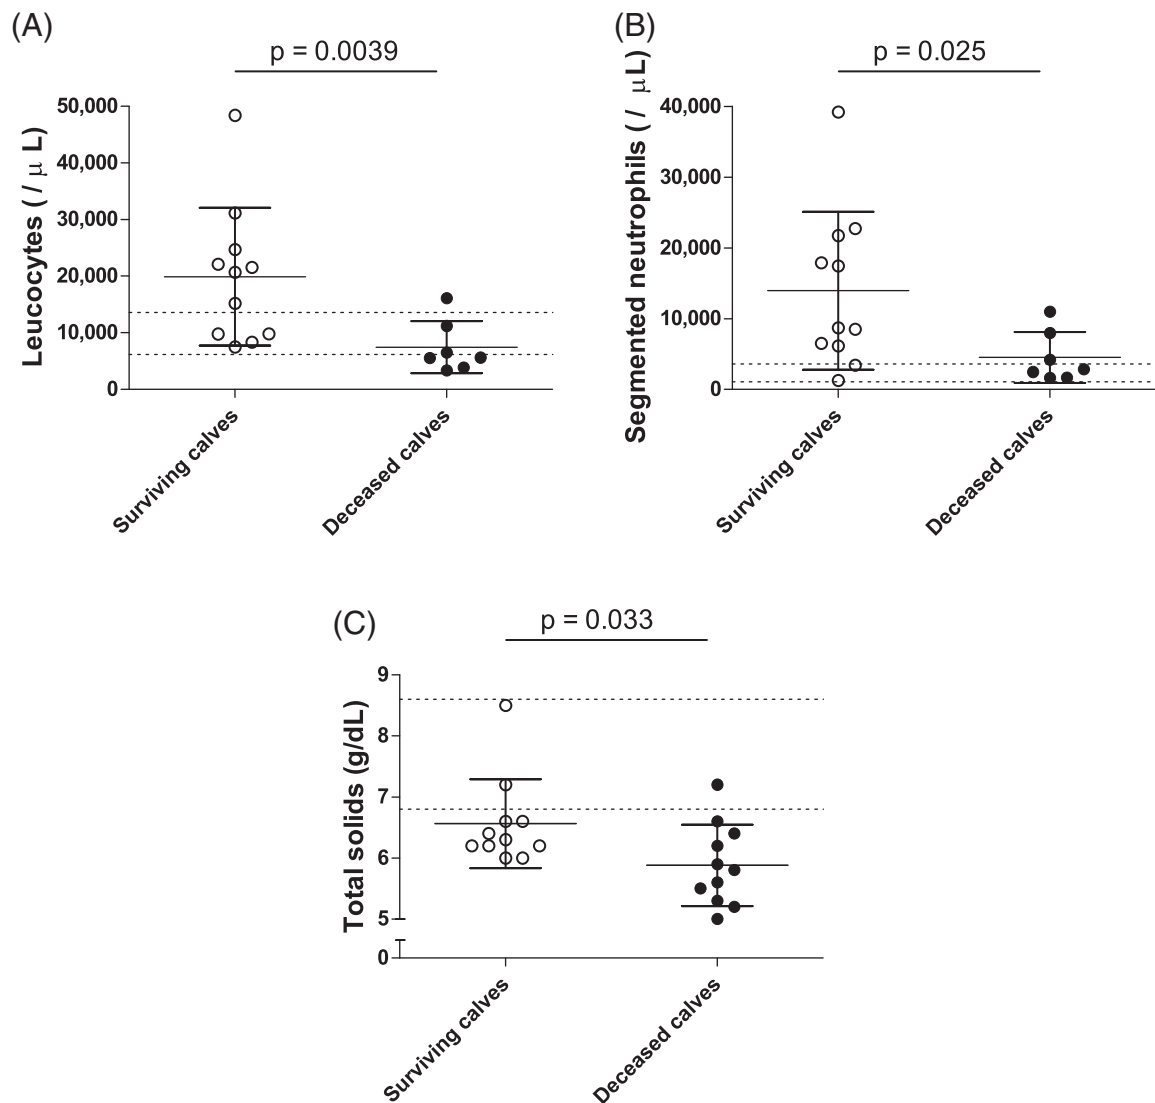 (A)
p = 0.0039
Leucocytes ( / μ L)
50,000
40,000
30,000
20,000
10,000
0
Surviving calves
Deceased calves
(B)
p = 0.025
Segmented neutrophils ( / μ L)
40,000
30,000
20,000
10,000
0
Surviving calves
Deceased calves
(C)
p = 0.033
Total solids (g/dL)
9
8
7
6
5
0
Surviving calves
Deceased calves